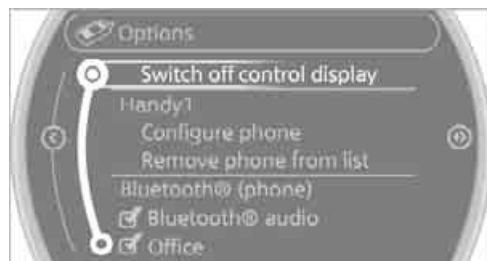 Options
Switch off control display
Handy1
Configure phone
Remove phone from list
Bluetooth® (phone)
Bluetooth® audio
Office